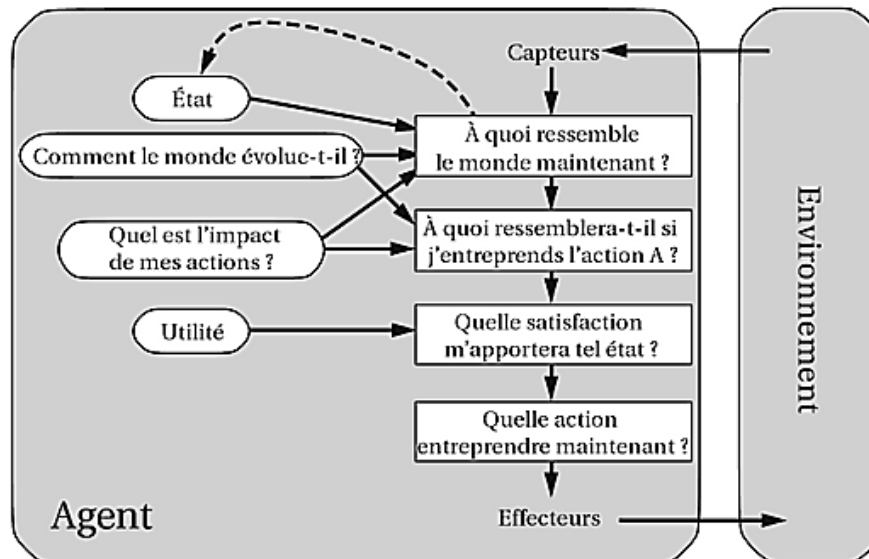 Capteurs
État
À quoi ressemble
le monde maintenant ?
Comment le monde évolue-t-il ?
À quoi ressemblera-t-il si
j'entreprends l'action A ?
Quel est l'impact
de mes actions ?
Utilité
Quelle satisfaction
m'apportera tel état ?
Quelle action
entreprendre maintenant ?
Effecteurs
Agent
Environnement